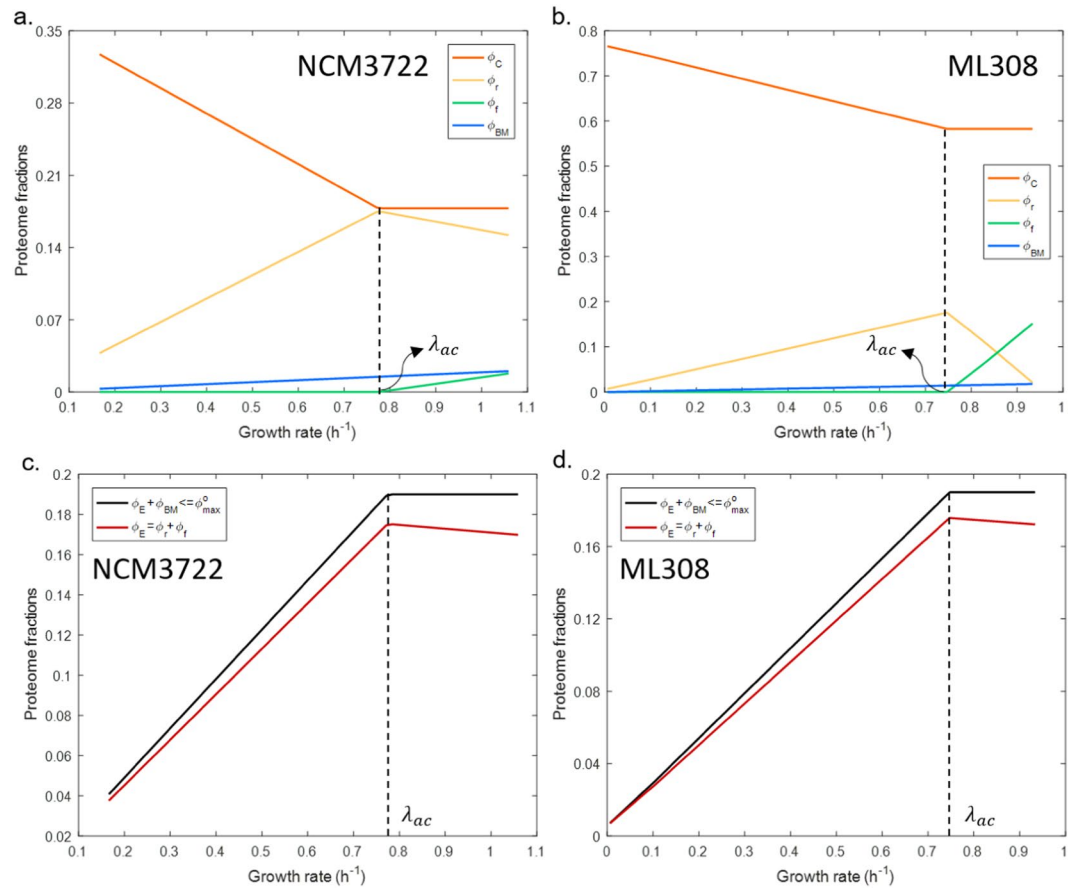 a.
NCM3722
ϕC
ϕr
ϕf
ϕBM
0.35
0.28
0.21
0.14
0.07
0
Proteome fractions
λac
0.1 0.2 0.3 0.4 0.5 0.6 0.7 0.8 0.9 1 1.1
Growth rate (h-1)
b.
ML308
ϕC
ϕr
ϕf
ϕBM
0.8
0.7
0.6
0.5
0.4
0.3
0.2
0.1
0
Proteome fractions
λac
0 0.1 0.2 0.3 0.4 0.5 0.6 0.7 0.8 0.9 1
Growth rate (h-1)
c.
ϕE + ϕBM <=ϕomax
ϕE = ϕr + ϕf
NCM3722
0.2
0.18
0.16
0.14
0.12
0.1
0.08
0.06
0.04
0.02
Proteome fractions
λac
0.1 0.2 0.3 0.4 0.5 0.6 0.7 0.8 0.9 1 1.1
Growth rate (h-1)
d.
ϕE + ϕBM <=ϕomax
ϕE = ϕr + ϕf
ML308
0.2
0.16
0.12
0.08
0.04
0
Proteome fractions
λac
0 0.1 0.2 0.3 0.4 0.5 0.6 0.7 0.8 0.9 1
Growth rate (h-1)